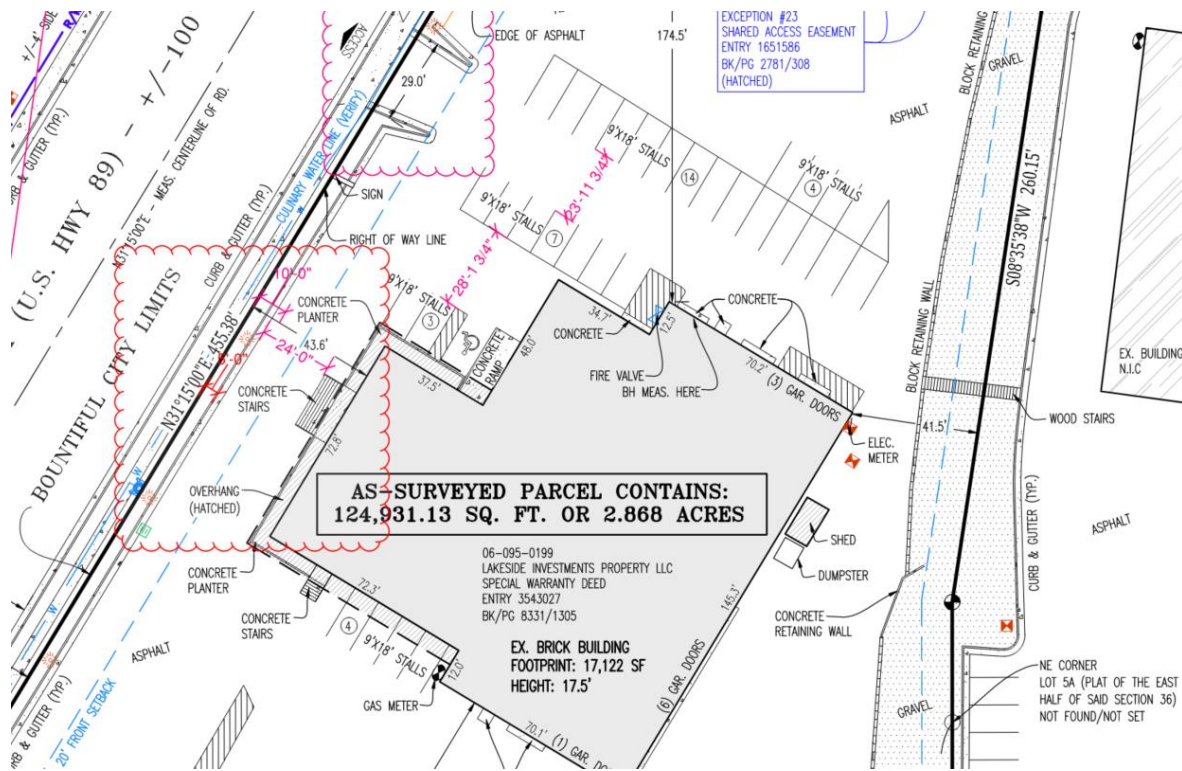 +/-4' SIDE
R/
(U.S. HWY 89) - +/-100
N31°15'00"E - MEAS. CENTERLINE OF RD.
CURB & GUTTER (TYP.)
CULINARY WATER LINE (VERIFY)
W
ACCESS
29.0'
EDGE OF ASPHALT
174.5'
EXCEPTION #23
SHARED ACCESS EASEMENT
ENTRY 1651586
BK/PG 2781/308
(HATCHED)
ASPHALT
BLOCK RETAINING
GRAVEL
S08°35'38"W 260.15'
EX. BUILDING
N.I.C
SIGN
RIGHT OF WAY LINE
CURB & GUTTER (TYP.)
9'X18' STALLS
14
9'X18' STALLS
4
23'-11 3/4"
9'X18' STALLS
7
28'-1 3/4"
9'X18' STALLS
3
BOUNTIFUL CITY LIMITS
N31°15'00"E 455.38'
10'-0"
24'-0"
43.6'
5'-0"
CONCRETE
PLANTER
CONCRETE
RAMP
37.5'
48.0'
34.7'
CONCRETE
12.5'
CONCRETE
FIRE VALVE
BH MEAS. HERE
70.2'
(3) GAR. DOORS
BLOCK RETAINING WALL
41.5'
WOOD STAIRS
ELEC.
METER
CONCRETE
STAIRS
72.8'
OVERHANG
(HATCHED)
AS-SURVEYED PARCEL CONTAINS:
124,931.13 SQ. FT. OR 2.868 ACRES
06-095-0199
LAKESIDE INVESTMENTS PROPERTY LLC
SPECIAL WARRANTY DEED
ENTRY 3543027
BK/PG 8331/1305
EX. BRICK BUILDING
FOOTPRINT: 17,122 SF
HEIGHT: 17.5'
SHED
DUMPSTER
145.3'
(6) GAR. DOORS
CONCRETE
RETAINING WALL
CURB & GUTTER (TYP.)
ASPHALT
CONCRETE
PLANTER
CONCRETE
STAIRS
72.3'
4
9'X18' STALLS
12.0'
GAS METER
70.1'
(1) GAR. DO
W
W
ASPHALT
20' FRONT SETBACK
RB & GUTTER (TYP.)
GRAVEL
NE CORNER
LOT 5A (PLAT OF THE EAST
HALF OF SAID SECTION 36)
NOT FOUND/NOT SET